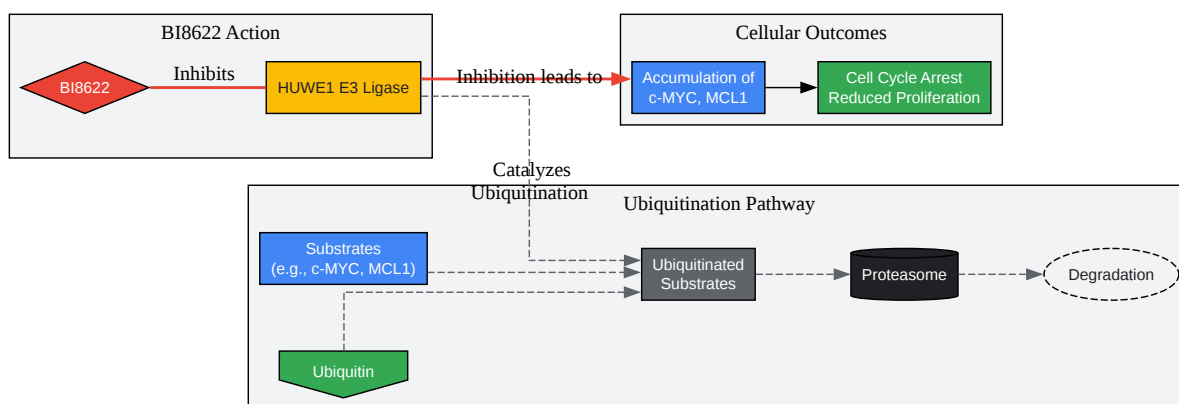 BI8622 Action
Cellular Outcomes
BI8622
Inhibits
HUWE1 E3 Ligase
Inhibition leads to
Accumulation of
c-MYC, MCL1
Cell Cycle Arrest
Reduced Proliferation
Catalyzes
Ubiquitination
Ubiquitination Pathway
Substrates
(e.g., c-MYC, MCL1)
Ubiquitinated
Substrates
Proteasome
Degradation
Ubiquitin